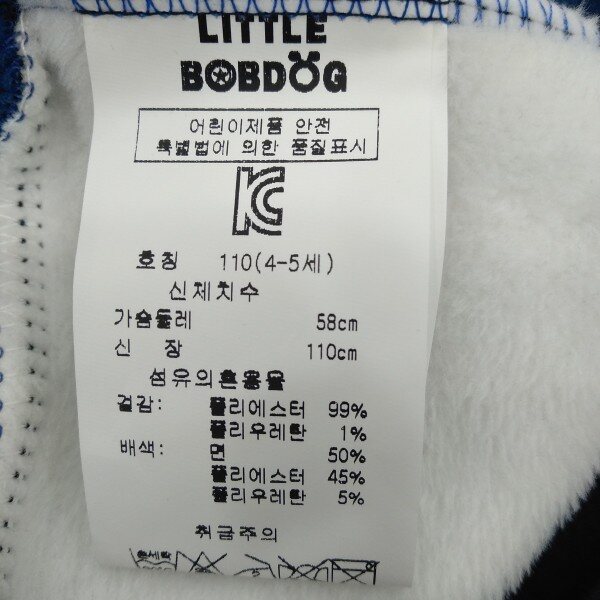 LITTLE
BOBDOG
어린이제품 안전
특별법에 의한 품질표시
KC
호칭 110(4-5세)
신체치수
가슴둘레 58cm
신 장 110cm
섬유의혼용율
겉감: 폴리에스터 99%
폴리우레탄 1%
배색: 면 50%
폴리에스터 45%
폴리우레탄 5%
취급주의
손세탁